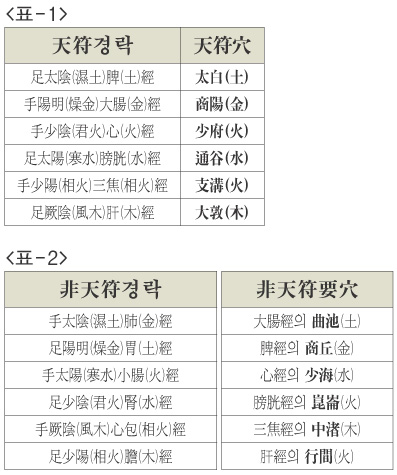 <표-1>
天符경락 天符穴
足太陰(濕土)脾(土)經 太白(土)
手陽明(燥金)大腸(金)經 商陽(金)
手少陰(君火)心(火)經 少府(火)
足太陽(寒水)膀胱(水)經 通谷(水)
手少陽(相火)三焦(相火)經 支溝(火)
足厥陰(風木)肝(木)經 大敦(木)
<표-2>
非天符경락 非天符要穴
手太陰(濕土)肺(金)經 大腸經의 曲池(土)
足陽明(燥金)胃(土)經 脾經의 商丘(金)
手太陽(寒水)小腸(火)經 心經의 少海(水)
足少陰(君火)腎(水)經 膀胱經의 崑崙(火)
手厥陰(風木)心包(相火)經 三焦經의 中渚(木)
足少陽(相火)膽(木)經 肝經의 行間(火)